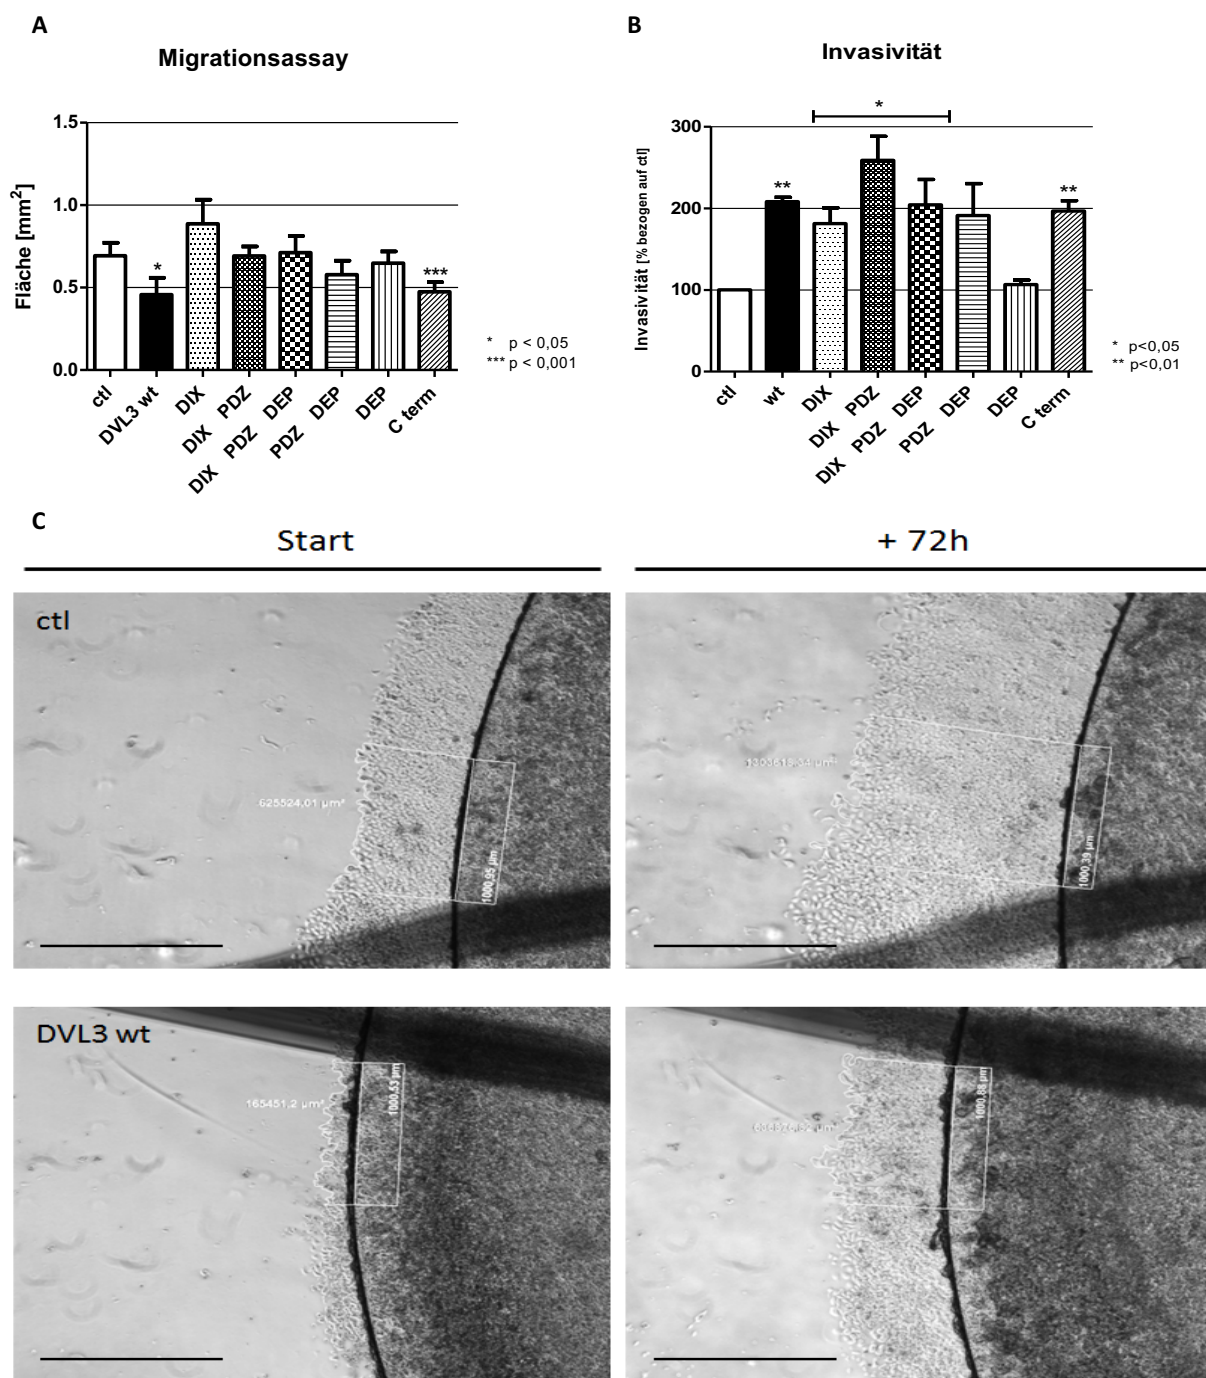 A
Migrationsassay
Fläche [mm²]
1.5
1.0
0.5
0.0
*
***
* p < 0,05
*** p < 0,001
ctl
DVL3 wt
DIX
DIX PDZ
DIX PDZ DEP
PDZ DEP
DEP
C term
B
Invasivität
Invasivität [% bezogen auf ctl]
300
200
100
0
**
*
**
* p<0,05
** p<0,01
ctl
wt
DIX
DIX PDZ
DIX PDZ DEP
PDZ DEP
DEP
C term
C
Start
+ 72h
ctl
625524,01 µm²
1000,95 µm
1000,39 µm
DVL3 wt
165451,2 µm²
1000,53 µm
1000,88 µm